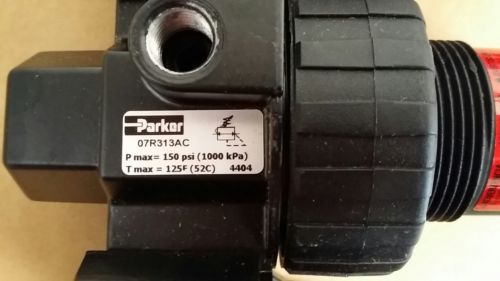 Parker
07R313AC
P max= 150 psi (1000 kPa)
T max = 125F (52C) 4404